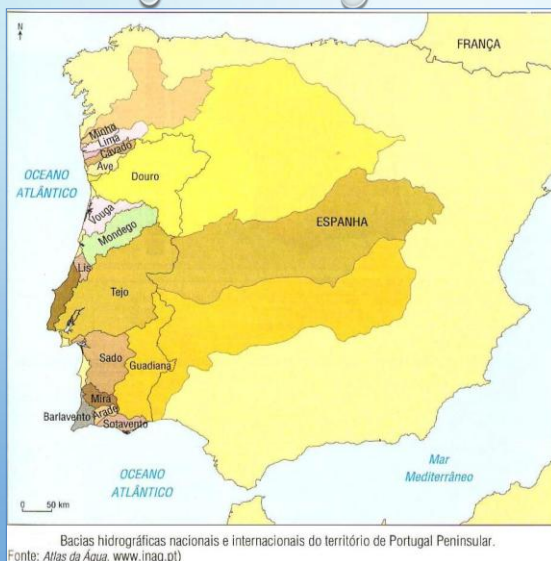 N
FRANÇA
Minho
Lima
Cávado
Ave
Douro
OCEANO
ATLÂNTICO
Vouga
Mondego
ESPANHA
Lis
Tejo
Sado
Guadiana
Mira
Barlavento
Arade
Sotavento
Mar
Mediterrâneo
OCEANO
ATLÂNTICO
0 50 km
Bacias hidrográficas nacionais e internacionais do território de Portugal Peninsular.
Fonte: Atlas da Água, www.inag.pt)